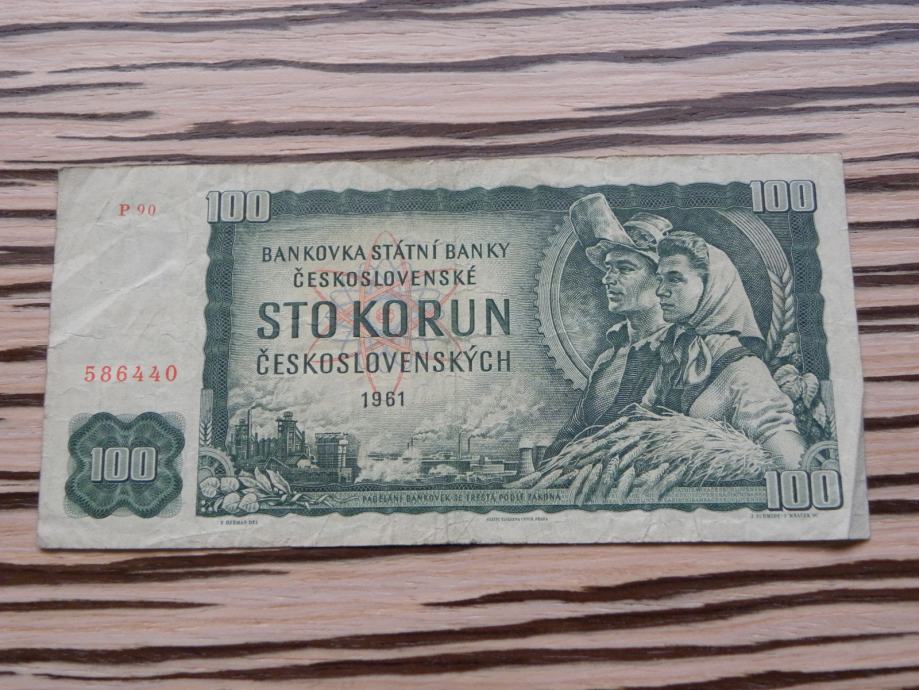 P 90
100
100
BANKOVKA STÁTNÍ BANKY
ČESKOSLOVENSKÉ
STO KORUN
ČESKOSLOVENSKÝCH
1961
586440
100
100
PADĚLÁNÍ BANKOVEK SE TRESTÁ PODLE ZÁKONA